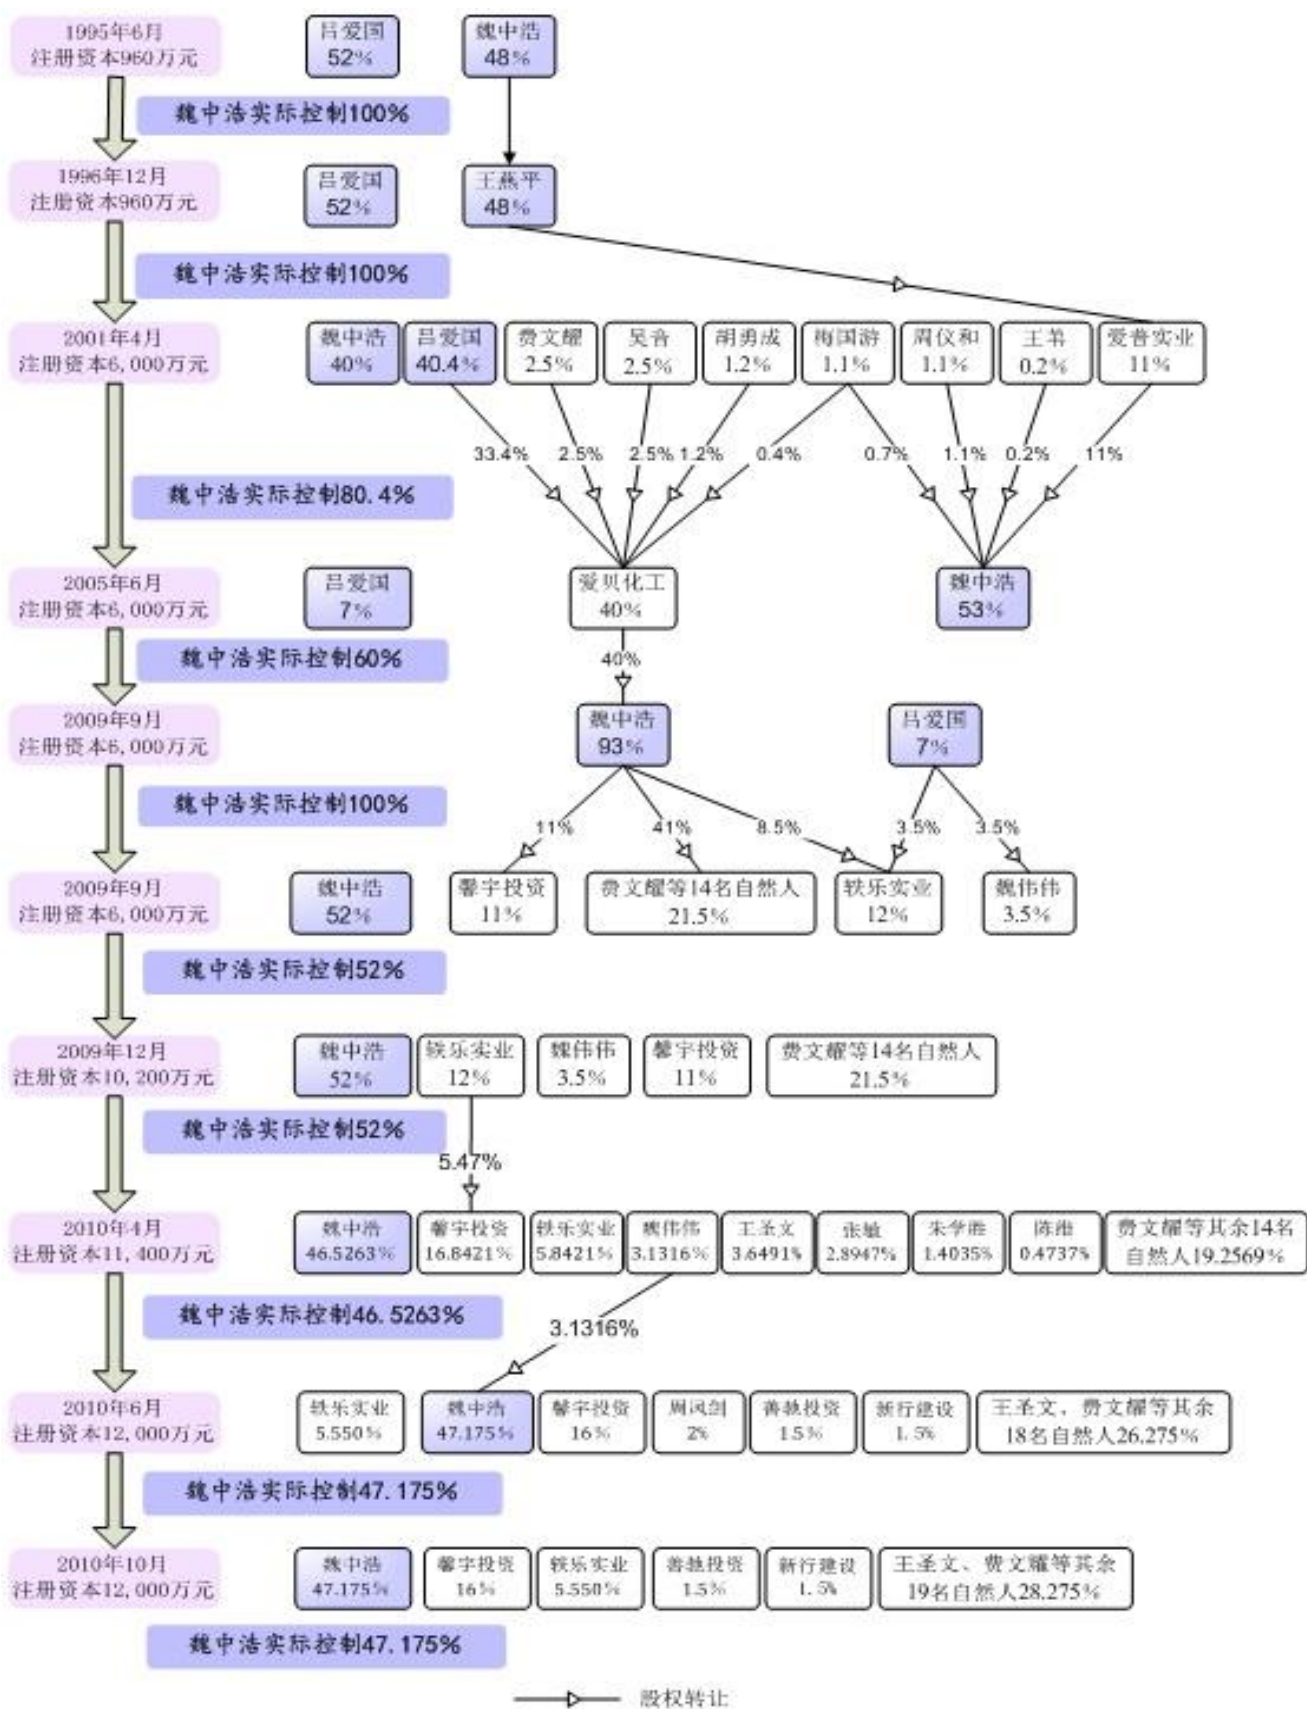 1995年6月
注册资本960万元
吕爱国
52%
魏中浩
48%
魏中浩实际控制100%
1996年12月
注册资本960万元
吕爱国
52%
王燕平
48%
魏中浩实际控制100%
2001年4月
注册资本6,000万元
魏中浩
40%
吕爱国
40.4%
费文耀
2.5%
吴音
2.5%
胡勇成
1.2%
梅国游
1.1%
周仪和
1.1%
王苇
0.2%
爱普实业
11%
33.4%
2.5%
2.5%
1.2%
0.4%
0.7%
1.1%
0.2%
11%
魏中浩实际控制80.4%
2005年6月
注册资本6,000万元
吕爱国
7%
爱贝化工
40%
魏中浩
53%
魏中浩实际控制60%
40%
2009年9月
注册资本6,000万元
魏中浩
93%
吕爱国
7%
魏中浩实际控制100%
11%
41%
8.5%
3.5%
3.5%
2009年9月
注册资本6,000万元
魏中浩
52%
馨宇投资
11%
费文耀等14名自然人
21.5%
轶乐实业
12%
魏伟伟
3.5%
魏中浩实际控制52%
2009年12月
注册资本10,200万元
魏中浩
52%
轶乐实业
12%
魏伟伟
3.5%
馨宇投资
11%
费文耀等14名自然人
21.5%
魏中浩实际控制52%
5.47%
2010年4月
注册资本11,400万元
魏中浩
46.5263%
馨宇投资
16.8421%
轶乐实业
5.8421%
魏伟伟
3.1316%
王圣文
3.6491%
张敏
2.8947%
朱学胜
1.4035%
陈维
0.4737%
费文耀等其余14名
自然人19.2569%
魏中浩实际控制46.5263%
3.1316%
2010年6月
注册资本12,000万元
轶乐实业
5.550%
魏中浩
47.175%
馨宇投资
16%
周风剑
2%
善驰投资
1.5%
新行建设
1.5%
王圣文、费文耀等其余
18名自然人26.275%
魏中浩实际控制47.175%
2010年10月
注册资本12,000万元
魏中浩
47.175%
馨宇投资
16%
轶乐实业
5.550%
善驰投资
1.5%
新行建设
1.5%
王圣文、费文耀等其余
19名自然人28.275%
魏中浩实际控制47.175%
股权转让